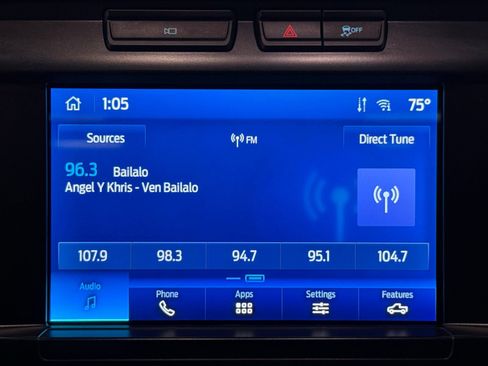 OFF
1:05
75°
Sources
FM
Direct Tune
96.3 Bailalo
Angel Y Khris - Ven Bailalo
107.9 98.3 94.7 95.1 104.7
Audio Phone Apps Settings Features